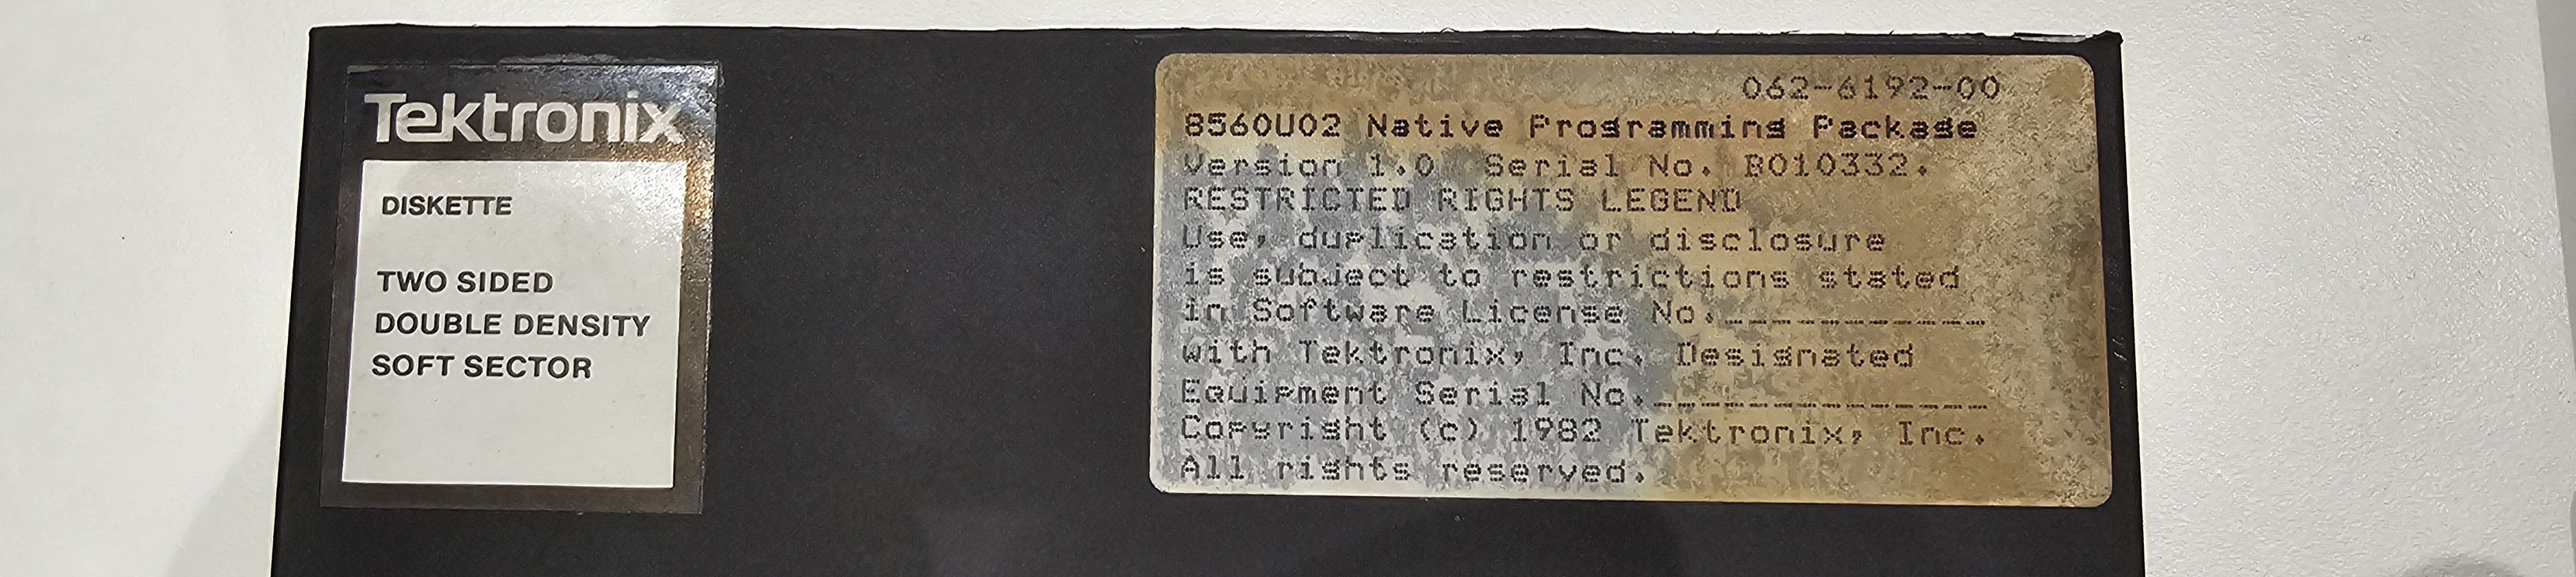 Tektronix
DISKETTE
TWO SIDED
DOUBLE DENSITY
SOFT SECTOR
062-6192-00
8560U02 Native Programming Package
Version 1.0 Serial No. B010332.
RESTRICTED RIGHTS LEGEND
Use, duplication or disclosure
is subject to restrictions stated
in Software License No.____________
with Tektronix, Inc. Designated
Equipment Serial No.______________
Copyright (c) 1982 Tektronix, Inc.
All rights reserved.